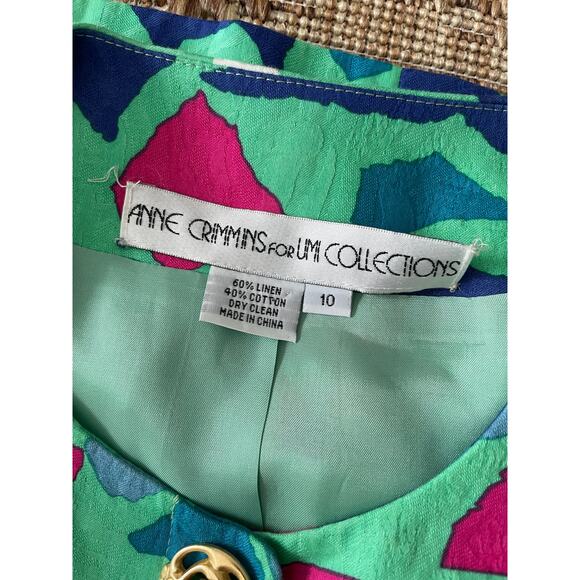 ANNE CRIMMINS FOR UMI COLLECTIONS
60% LINEN
40% COTTON
DRY CLEAN
MADE IN CHINA
10